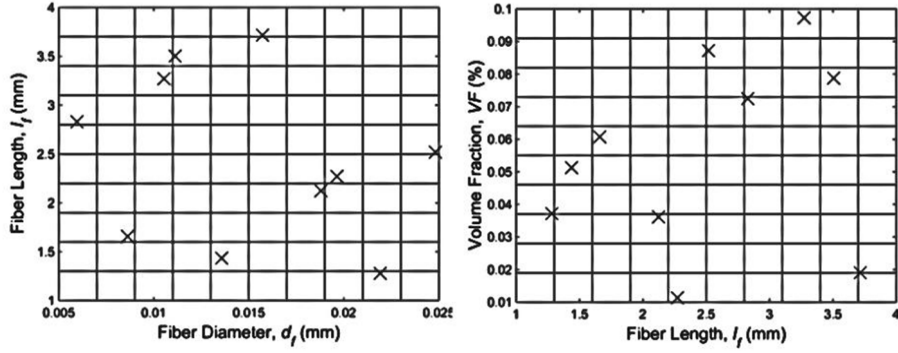 4
3.5
3
2.5
2
1.5
1
Fiber Length, l_f (mm)
0.005 0.01 0.015 0.02 0.025
Fiber Diameter, d_f (mm)
0.1
0.09
0.08
0.07
0.06
0.05
0.04
0.03
0.02
0.01
Volume Fraction, VF (%)
1 1.5 2 2.5 3 3.5 4
Fiber Length, l_f (mm)